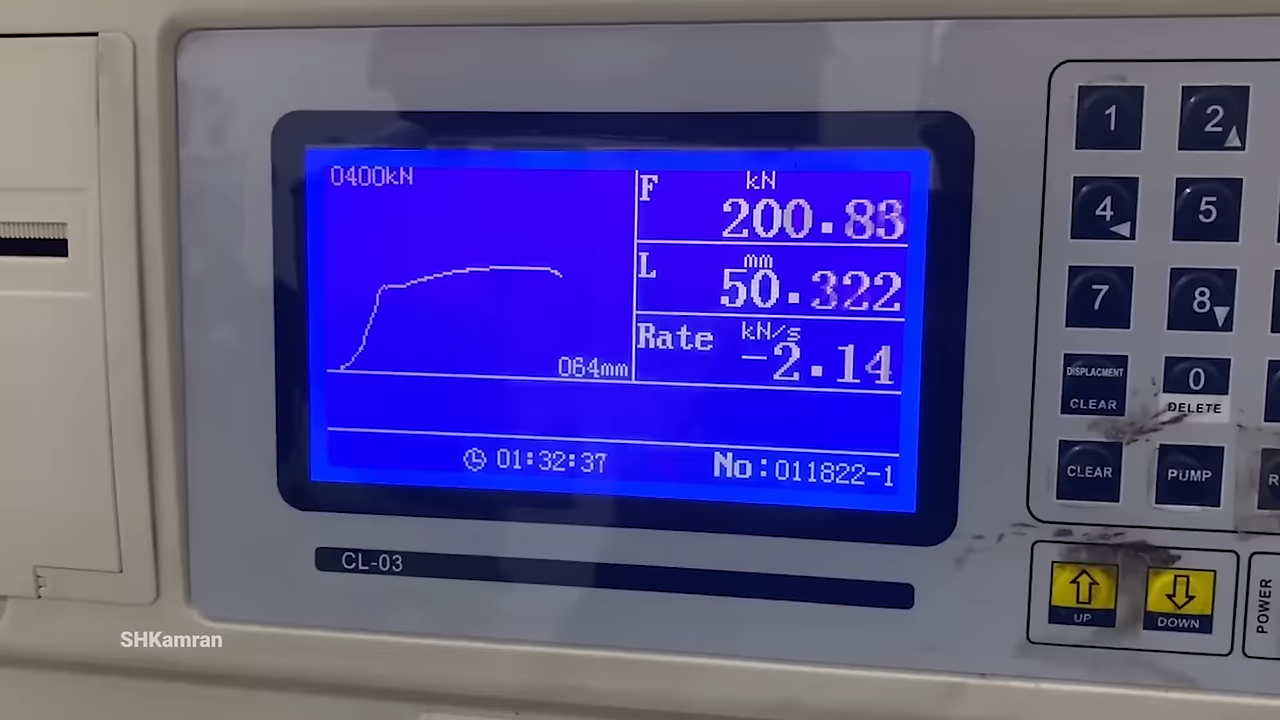 0400kN
F kN
200.83
L mm
50.322
Rate kN/s
-2.14
064mm
01:32:37 No:011822-1
CL-03
1 2
4 5
7 8
DISPLACMENT
CLEAR
0
DELETE
CLEAR
PUMP
R
UP
DOWN
POWER
SHKamran